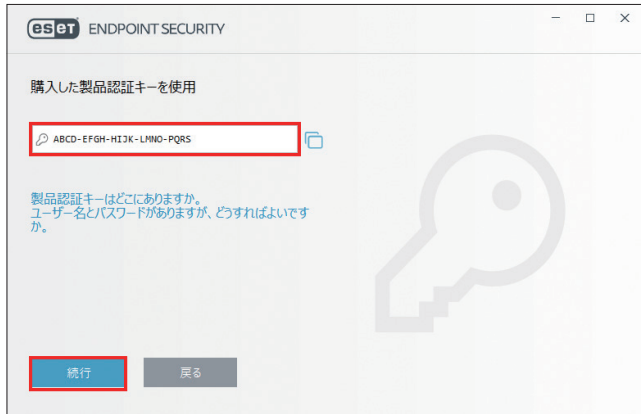 eset ENDPOINT SECURITY
購入した製品認証キーを使用
ABCD-EFGH-HIJK-LMNO-PQRS
製品認証キーはどこにありますか。
ユーザー名とパスワードがありますが、どうすればよいです
か。
続行 戻る